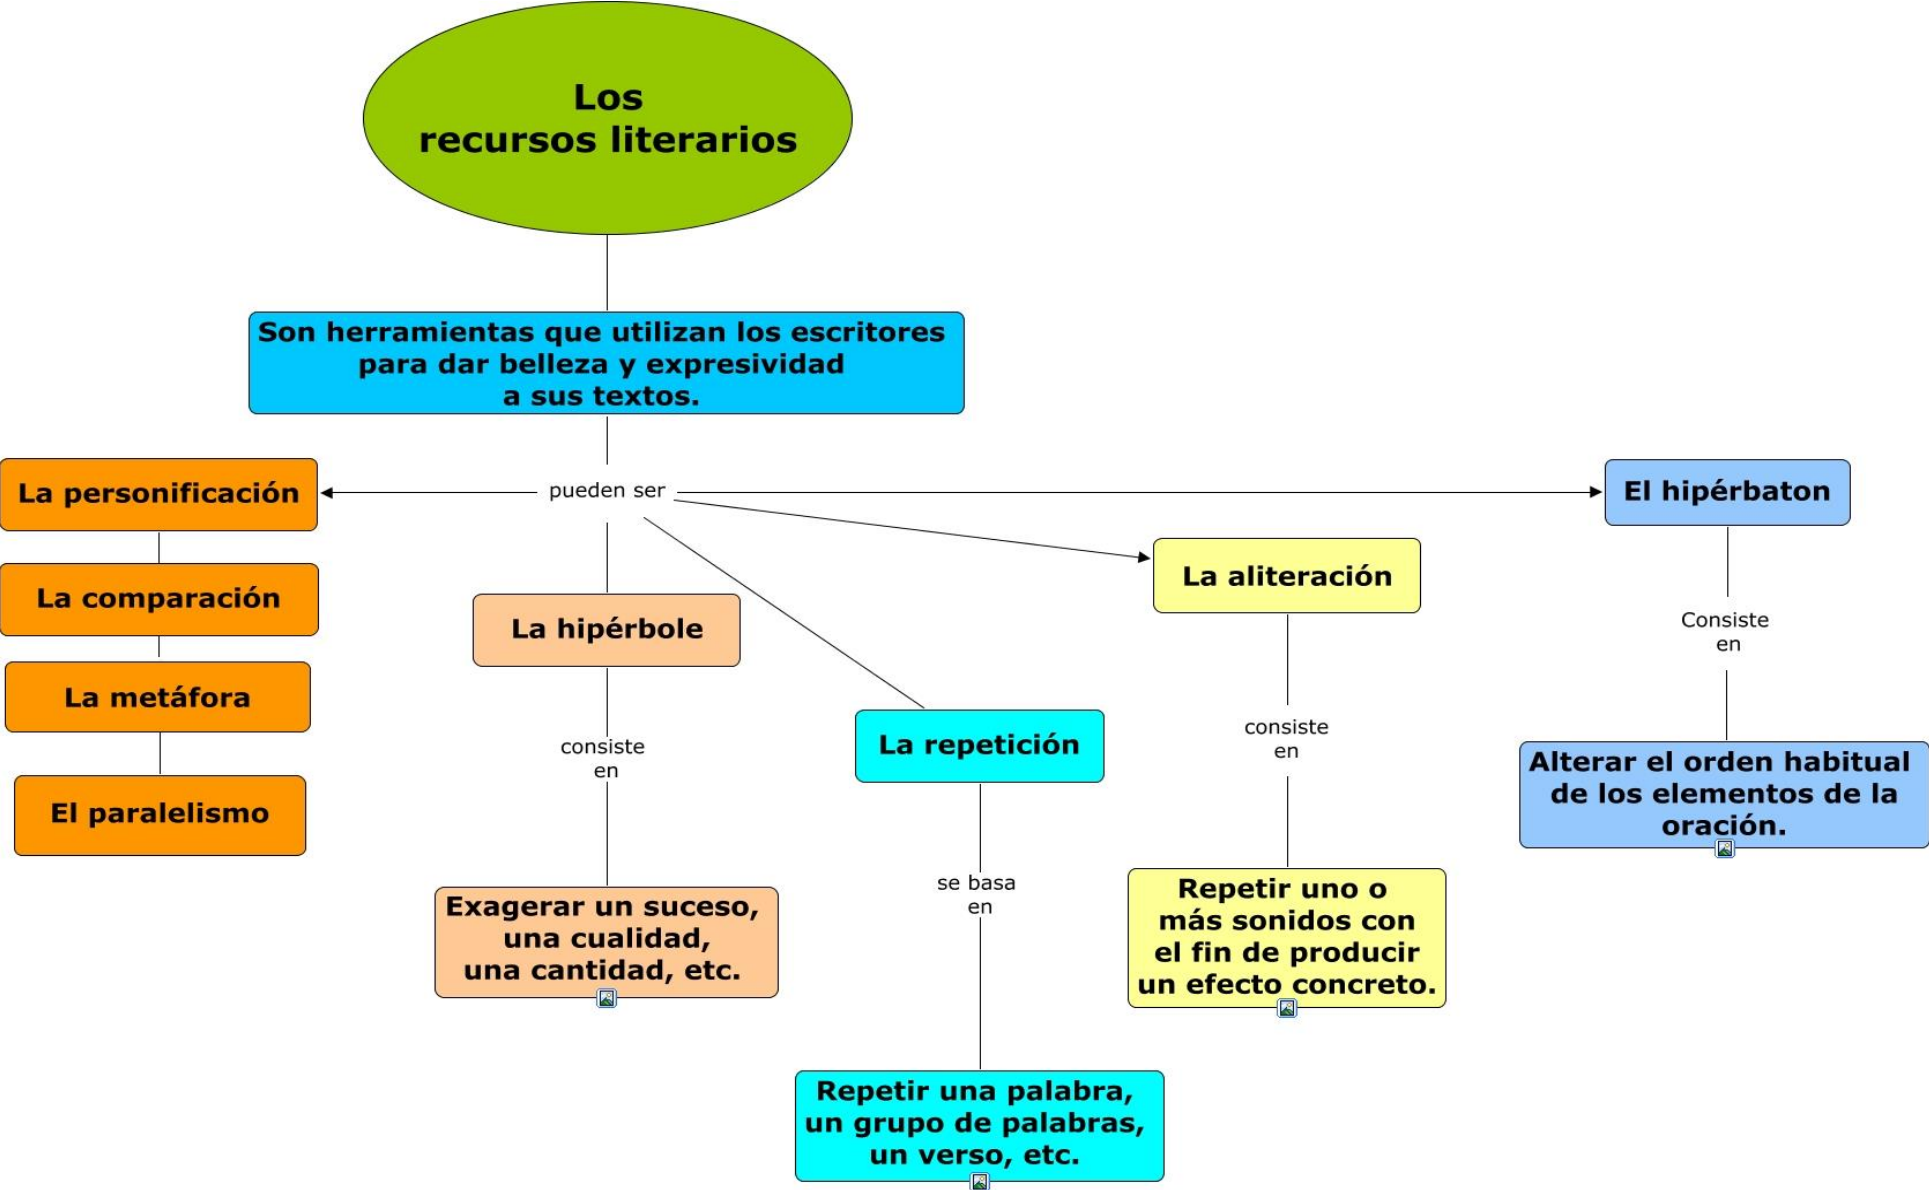 Los
recursos literarios
Son herramientas que utilizan los escritores
para dar belleza y expresividad
a sus textos.
pueden ser
La personificación
La comparación
La metáfora
El paralelismo
La hipérbole
consiste
en
Exagerar un suceso,
una cualidad,
una cantidad, etc.
La repetición
se basa
en
Repetir una palabra,
un grupo de palabras,
un verso, etc.
La aliteración
consiste
en
Repetir uno o
más sonidos con
el fin de producir
un efecto concreto.
El hipérbaton
Consiste
en
Alterar el orden habitual
de los elementos de la
oración.